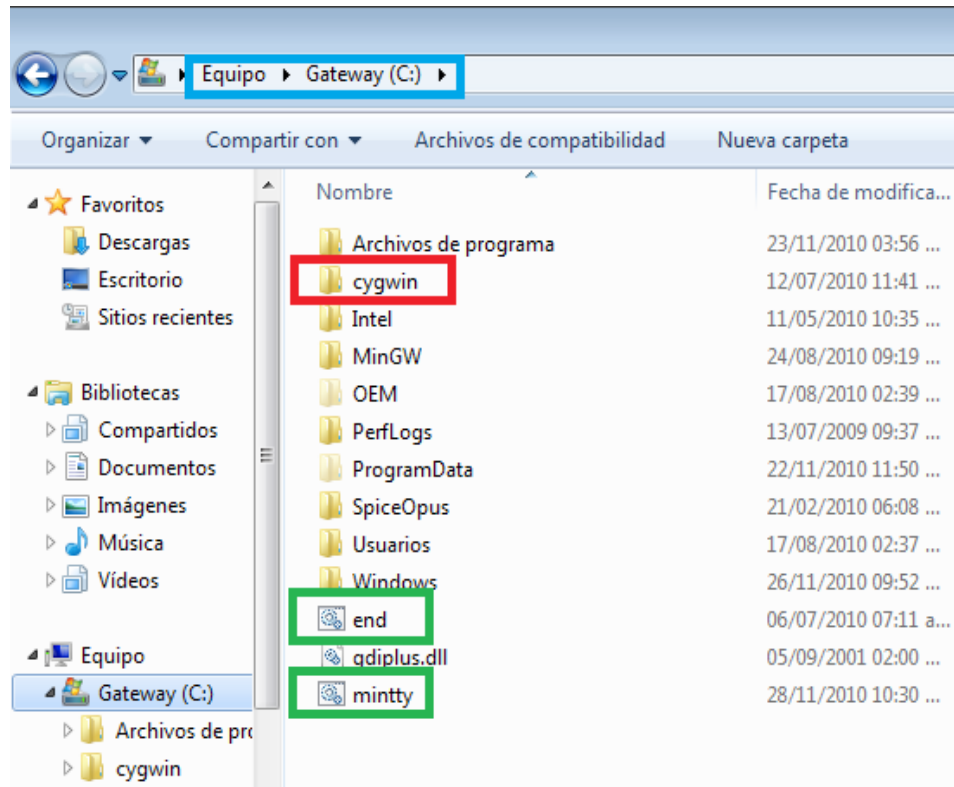 Equipo Gateway (C:)
Organizar Compartir con Archivos de compatibilidad Nueva carpeta
Favoritos
Descargas
Escritorio
Sitios recientes
Bibliotecas
Compartidos
Documentos
Imágenes
Música
Vídeos
Equipo
Gateway (C:)
Archivos de pro
cygwin
Nombre Fecha de modifica...
Archivos de programa 23/11/2010 03:56 ...
cygwin 12/07/2010 11:41 ...
Intel 11/05/2010 10:35 ...
MinGW 24/08/2010 09:19 ...
OEM 17/08/2010 02:39 ...
PerfLogs 13/07/2009 09:37 ...
ProgramData 22/11/2010 11:50 ...
SpiceOpus 21/02/2010 06:08 ...
Usuarios 17/08/2010 02:37 ...
Windows 26/11/2010 09:52 ...
end 06/07/2010 07:11 a...
gdiplus.dll 05/09/2001 02:00 ...
mintty 28/11/2010 10:30 ...